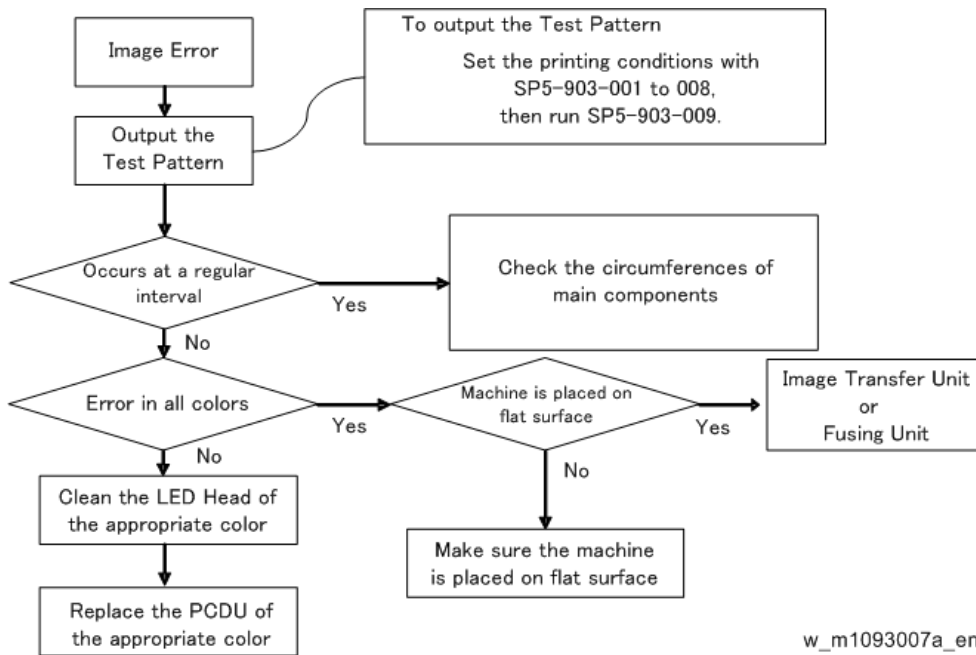 Image Error
To output the Test Pattern
Set the printing conditions with
SP5-903-001 to 008,
then run SP5-903-009.
Output the
Test Pattern
Occurs at a regular
interval
Yes
Check the circumferences of
main components
No
Error in all colors
Yes
Machine is placed on
flat surface
Yes
Image Transfer Unit
or
Fusing Unit
No
No
Clean the LED Head of
the appropriate color
Make sure the machine
is placed on flat surface
Replace the PCDU of
the appropriate color
w_m1093007a_en